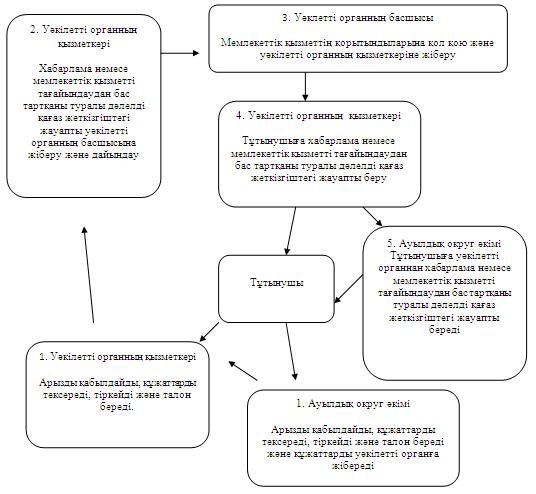 2. Уәкілетті органның
қызметкері
Хабарлама немесе
мемлекеттік қызметті
тағайындаудан бас
тартқаны туралы дәлелді
қағаз жеткізгіштегі
жауапты уәкілетті
органның басшысына
жіберу және дайындау
3. Уәклетті органның басшысы
Мемлекеттік қызметтің қорытындыларына қол қою және
уәкілетті органның қызметкеріне жіберу
4. Уәкілетті органның қызметкері
Тұтынушыға хабарлама немесе
мемлекеттік қызметті тағайындаудан
бас тартқаны туралы дәлелді қағаз
жеткізгіштегі жауапты беру
5. Ауылдық округ әкімі
Тұтынушыға уәкілетті
органнан хабарлама немесе
мемлекеттік қызметті
тағайындаудан бас тартқаны
туралы дәлелді қағаз
жеткізгіштегі жауапты
береді
Тұтынушы
1. Уәкілетті органның қызметкері
Арызды қабылдайды, құжаттарды
тексереді, тіркейді және талон
береді.
1. Ауылдық округ әкімі
Арызды қабылдайды, құжаттарды
тексереді, тіркейді және талон береді
және құжаттарды уәкілетті органға
жібереді